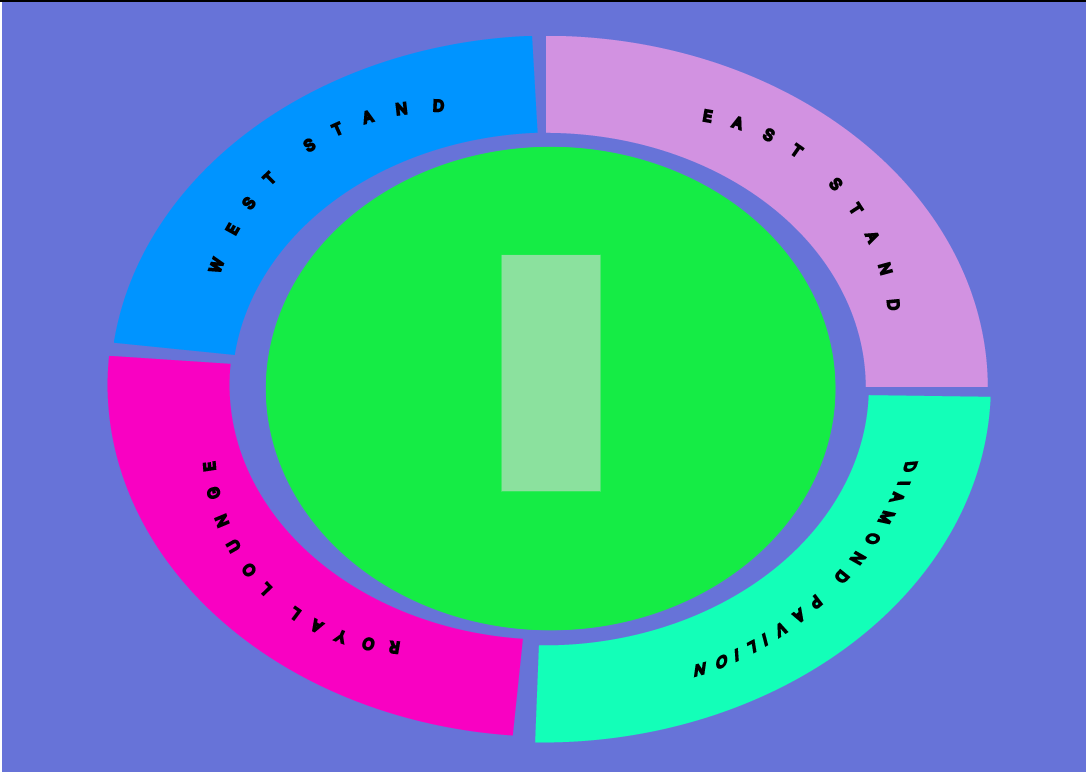 WEST STAND
EAST STAND
ROYAL LOUNGE
DIAMOND PAVILION